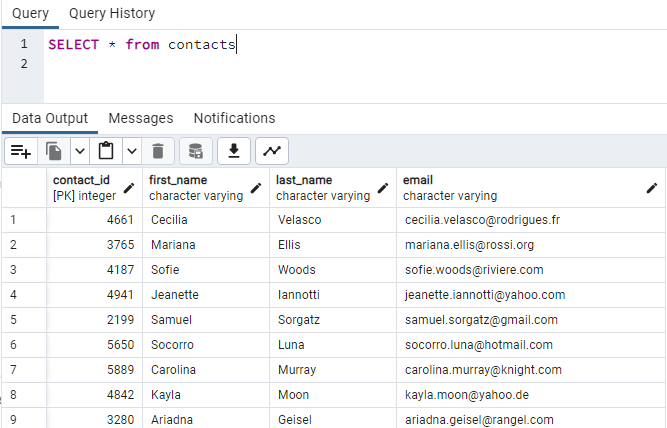 Query Query History
1 SELECT * from contacts
2
Data Output Messages Notifications
contact_id first_name last_name email
[PK] integer character varying character varying character varying
1 4661 Cecilia Velasco cecilia.velasco@rodrigues.fr
2 3765 Mariana Ellis mariana.ellis@rossi.org
3 4187 Sofie Woods sofie.woods@riviere.com
4 4941 Jeanette Iannotti jeanette.iannotti@yahoo.com
5 2199 Samuel Sorgatz samuel.sorgatz@gmail.com
6 5650 Socorro Luna socorro.luna@hotmail.com
7 5889 Carolina Murray carolina.murray@knight.com
8 4842 Kayla Moon kayla.moon@yahoo.de
9 3280 Ariadna Geisel ariadna.geisel@rangel.com